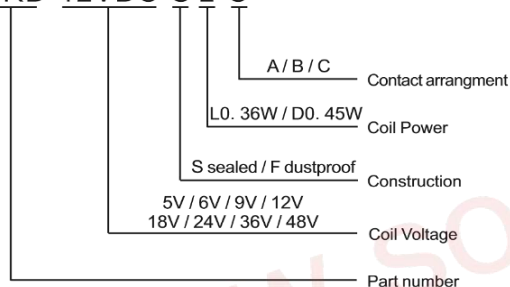 A / B / C
Contact arrangment
L0. 36W / D0. 45W
Coil Power
S sealed / F dustproof
Construction
5V / 6V / 9V / 12V
18V / 24V / 36V / 48V
Coil Voltage
Part number